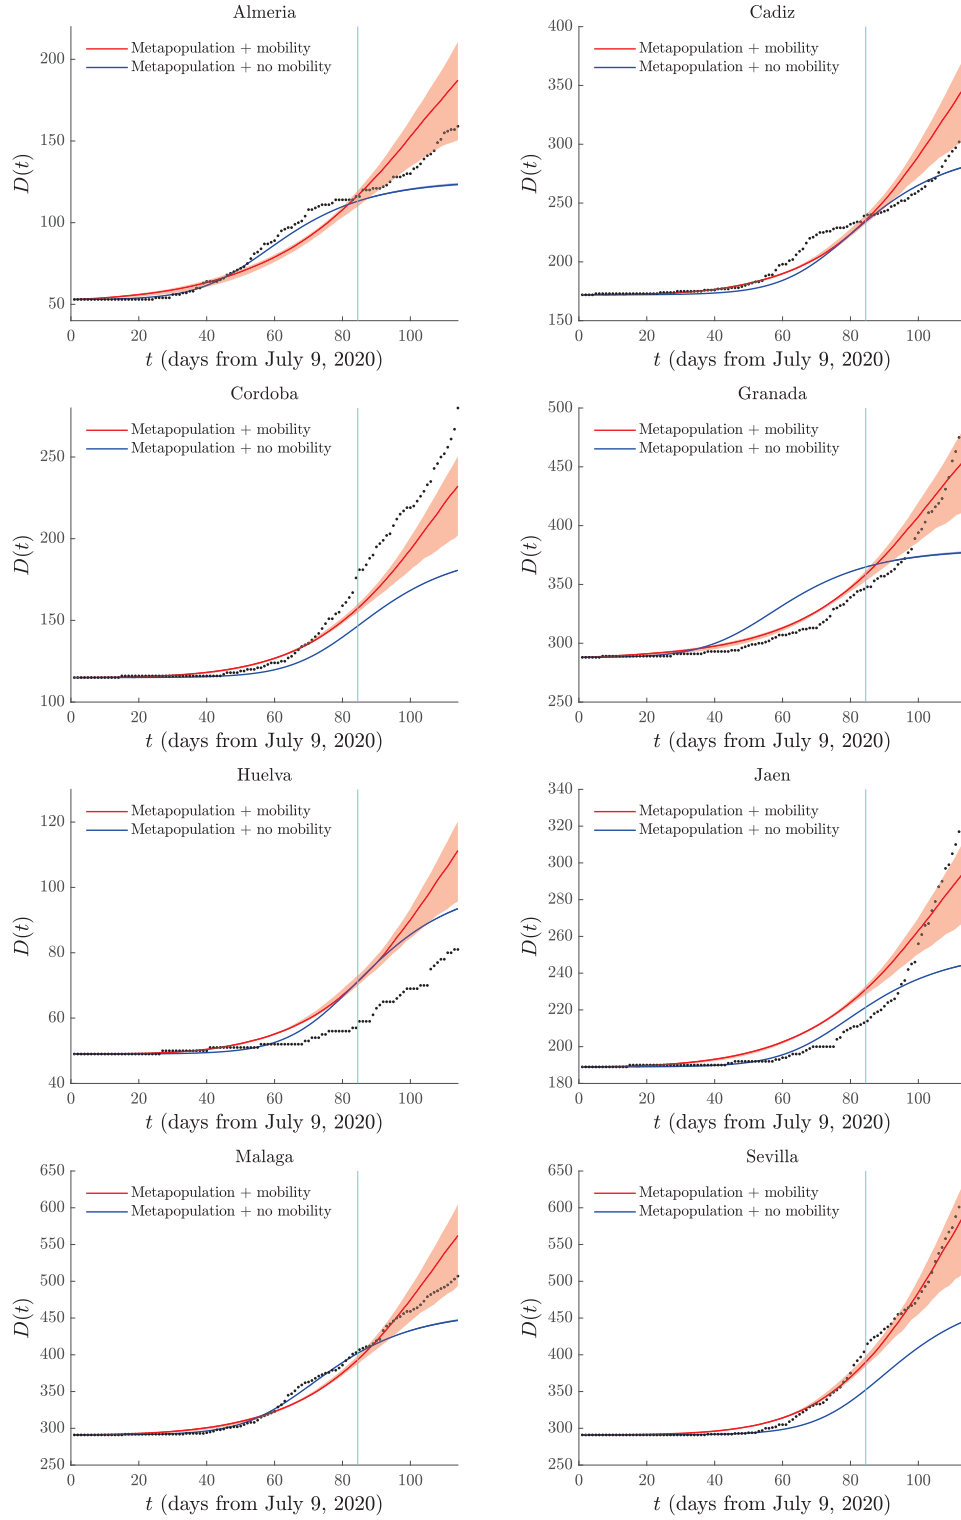 Almeria
200
150
100
50
D(t)
Metapopulation + mobility
Metapopulation + no mobility
0 20 40 60 80 100
t (days from July 9, 2020)
Cadiz
400
350
300
250
200
150
D(t)
Metapopulation + mobility
Metapopulation + no mobility
0 20 40 60 80 100
t (days from July 9, 2020)
Cordoba
250
200
150
100
D(t)
Metapopulation + mobility
Metapopulation + no mobility
0 20 40 60 80 100
t (days from July 9, 2020)
Granada
500
450
400
350
300
250
D(t)
Metapopulation + mobility
Metapopulation + no mobility
0 20 40 60 80 100
t (days from July 9, 2020)
Huelva
120
100
80
60
40
D(t)
Metapopulation + mobility
Metapopulation + no mobility
0 20 40 60 80 100
t (days from July 9, 2020)
Jaen
340
320
300
280
260
240
220
200
180
D(t)
Metapopulation + mobility
Metapopulation + no mobility
0 20 40 60 80 100
t (days from July 9, 2020)
Malaga
650
600
550
500
450
400
350
300
250
D(t)
Metapopulation + mobility
Metapopulation + no mobility
0 20 40 60 80 100
t (days from July 9, 2020)
Sevilla
650
600
550
500
450
400
350
300
250
D(t)
Metapopulation + mobility
Metapopulation + no mobility
0 20 40 60 80 100
t (days from July 9, 2020)